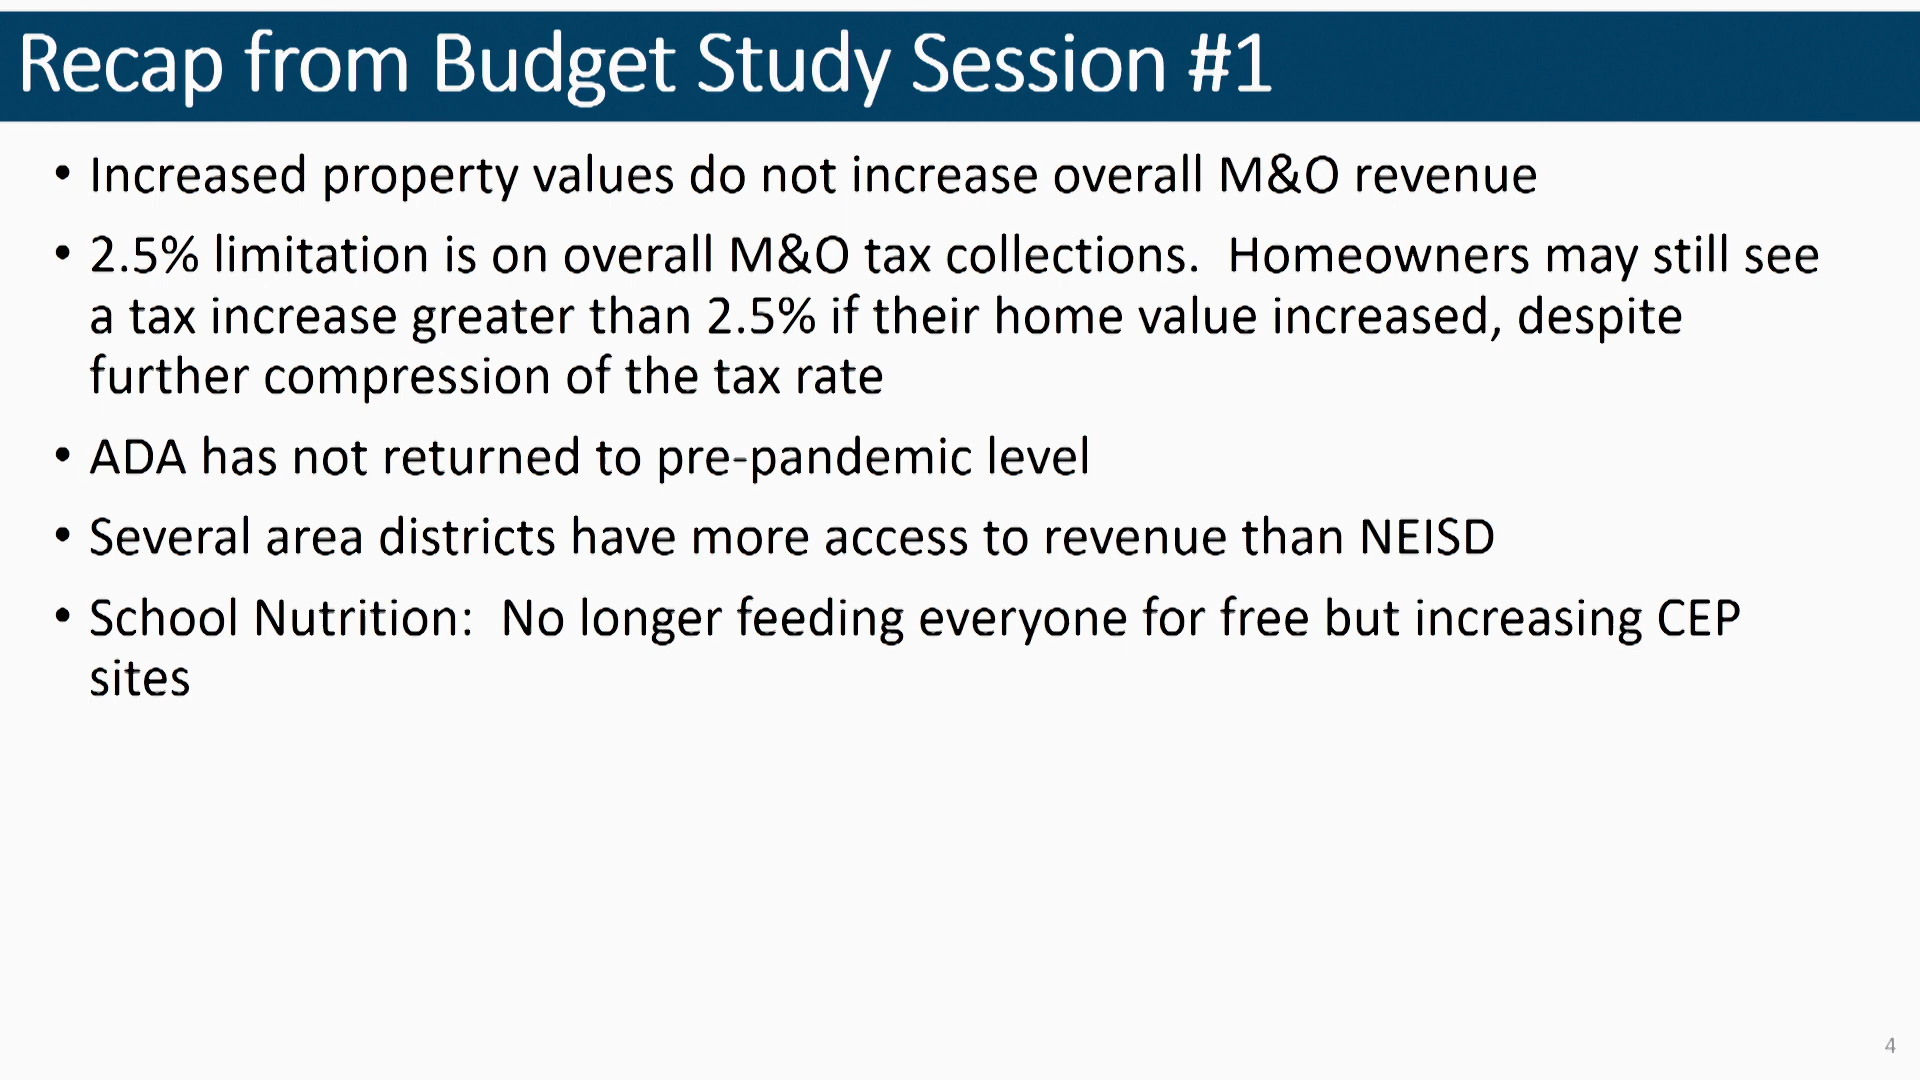 Recap from Budget Study Session #1
• Increased property values do not increase overall M&O revenue
• 2.5% limitation is on overall M&O tax collections.  Homeowners may still see
a tax increase greater than 2.5% if their home value increased, despite
further compression of the tax rate
• ADA has not returned to pre-pandemic level
• Several area districts have more access to revenue than NEISD
• School Nutrition:  No longer feeding everyone for free but increasing CEP
sites
4